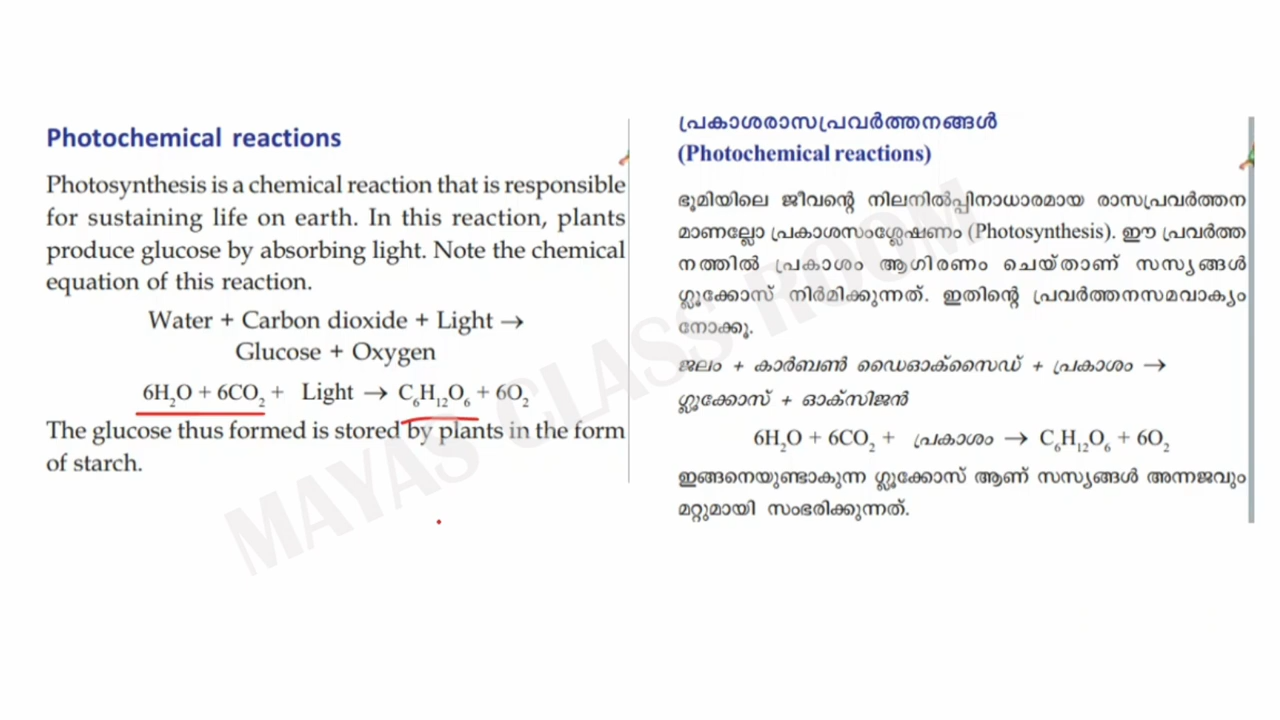 Photochemical reactions
Photosynthesis is a chemical reaction that is responsible
for sustaining life on earth. In this reaction, plants
produce glucose by absorbing light. Note the chemical
equation of this reaction.
Water + Carbon dioxide + Light →
Glucose + Oxygen
6H₂O + 6CO₂ + Light → C₆H₁₂O₆ + 6O₂
The glucose thus formed is stored by plants in the form
of starch.
പ്രകാശരാസപ്രവർത്തനങ്ങൾ
(Photochemical reactions)
ഭൂമിയിലെ ജീവന്റെ നിലനിൽപ്പിനാധാരമായ രാസപ്രവർത്തന
മാണല്ലോ പ്രകാശസംശ്ലേഷണം (Photosynthesis). ഈ പ്രവർത്ത
നത്തിൽ പ്രകാശം ആഗിരണം ചെയ്താണ് സസ്യങ്ങൾ
ഗ്ലൂക്കോസ് നിർമിക്കുന്നത്. ഇതിന്റെ പ്രവർത്തനസമവാക്യം
നോക്കൂ.
ജലം + കാർബൺ ഡൈഓക്സൈഡ് + പ്രകാശം →
ഗ്ലൂക്കോസ് + ഓക്സിജൻ
6H₂O + 6CO₂ + പ്രകാശം → C₆H₁₂O₆ + 6O₂
ഇങ്ങനെയുണ്ടാകുന്ന ഗ്ലൂക്കോസ് ആണ് സസ്യങ്ങൾ അന്നജവും
മറ്റുമായി സംഭരിക്കുന്നത്.
MAYAS CLASS ROOM